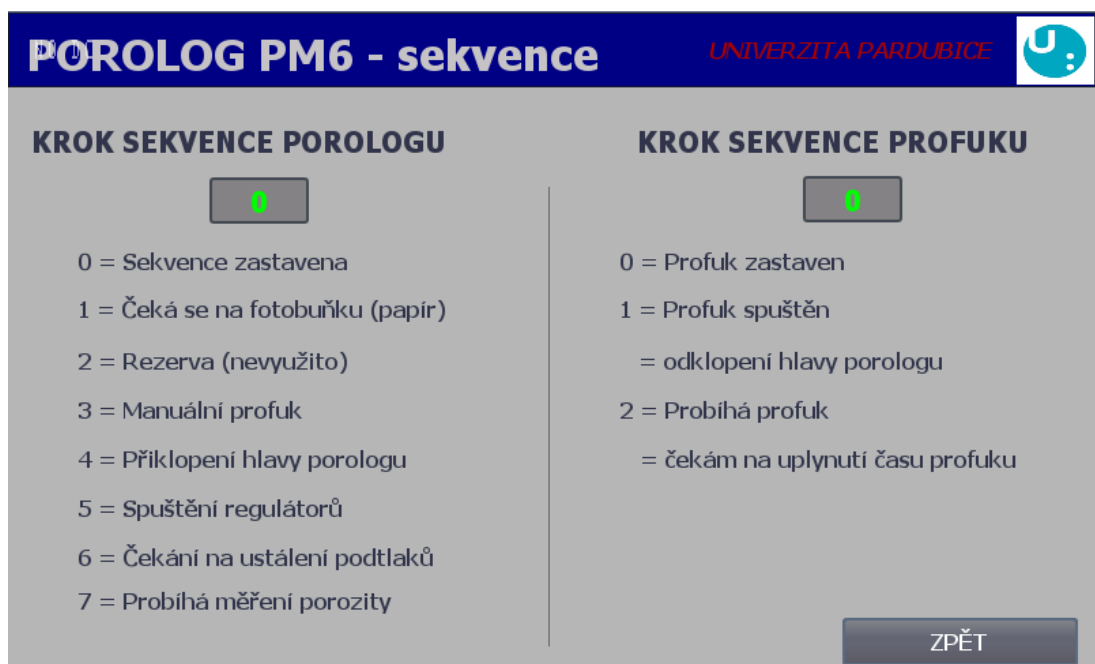 POROLOG PM6 - sekvence
UNIVERZITA PARDUBICE
U:
KROK SEKVENCE POROLOGU
0
0 = Sekvence zastavena
1 = Čeká se na fotobuňku (papír)
2 = Rezerva (nevyužito)
3 = Manuální profuk
4 = Přiklopení hlavy porologu
5 = Spuštění regulátorů
6 = Čekání na ustálení podtlaků
7 = Probíhá měření porozity
KROK SEKVENCE PROFUKU
0
0 = Profuk zastaven
1 = Profuk spuštěn
= odklopení hlavy porologu
2 = Probíhá profuk
= čekám na uplynutí času profuku
ZPĚT